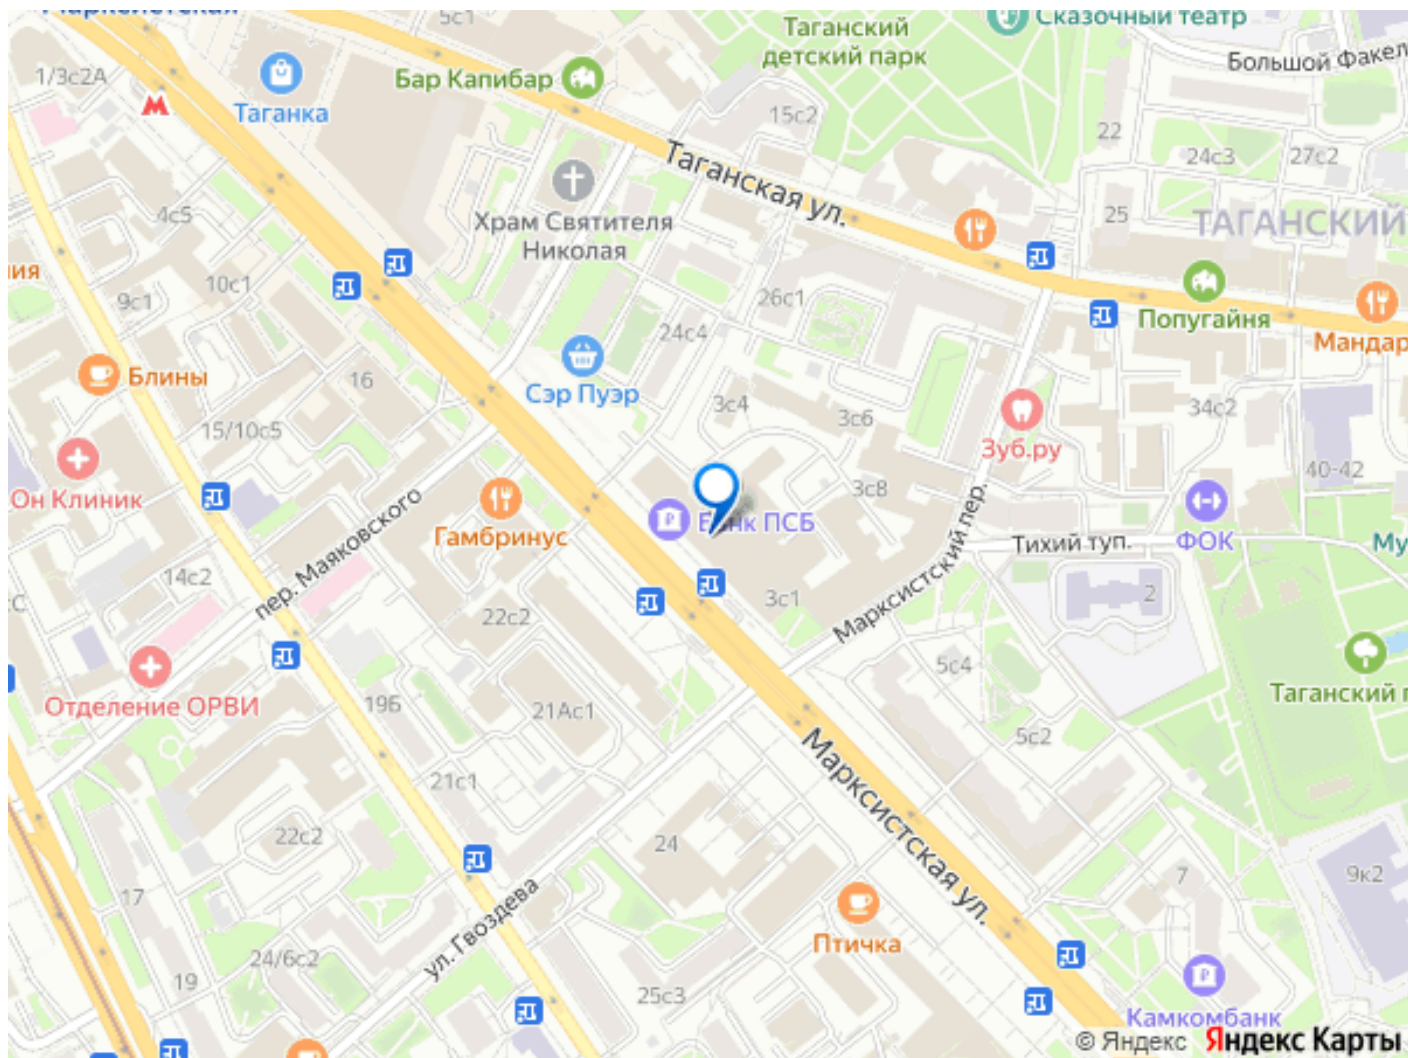 Марксистская
5с1
Сказочный театр
Таганский
детский парк
Большой Факел
1/3с2А
Бар Капибар
Таганка
15с2
22
24с3
27с2
Таганская ул.
25
ТАГАНСКИЙ
4с5
Храм Святителя
Николая
ия
10с1
9с1
26с1
Попугайня
Мандар
24с4
Блины
16
Сэр Пуэр
3с4
3с6
34с2
15/10с5
Зуб.ру
40-42
Он Клиник
пер. Маяковского
Гамбринус
Банк ПСБ
3с8
Марксистский пер.
Тихий туп.
ФОК
Му
14с2
22с2
3с1
2
Отделение ОРВИ
19Б
21Ас1
5с4
Таганский п
5с2
21с1
Марксистская ул.
22с2
24
17
7
9к2
ул. Гвоздева
Птичка
24/6с2
19
25с3
Камкомбанк
© Яндекс Яндекс Карты